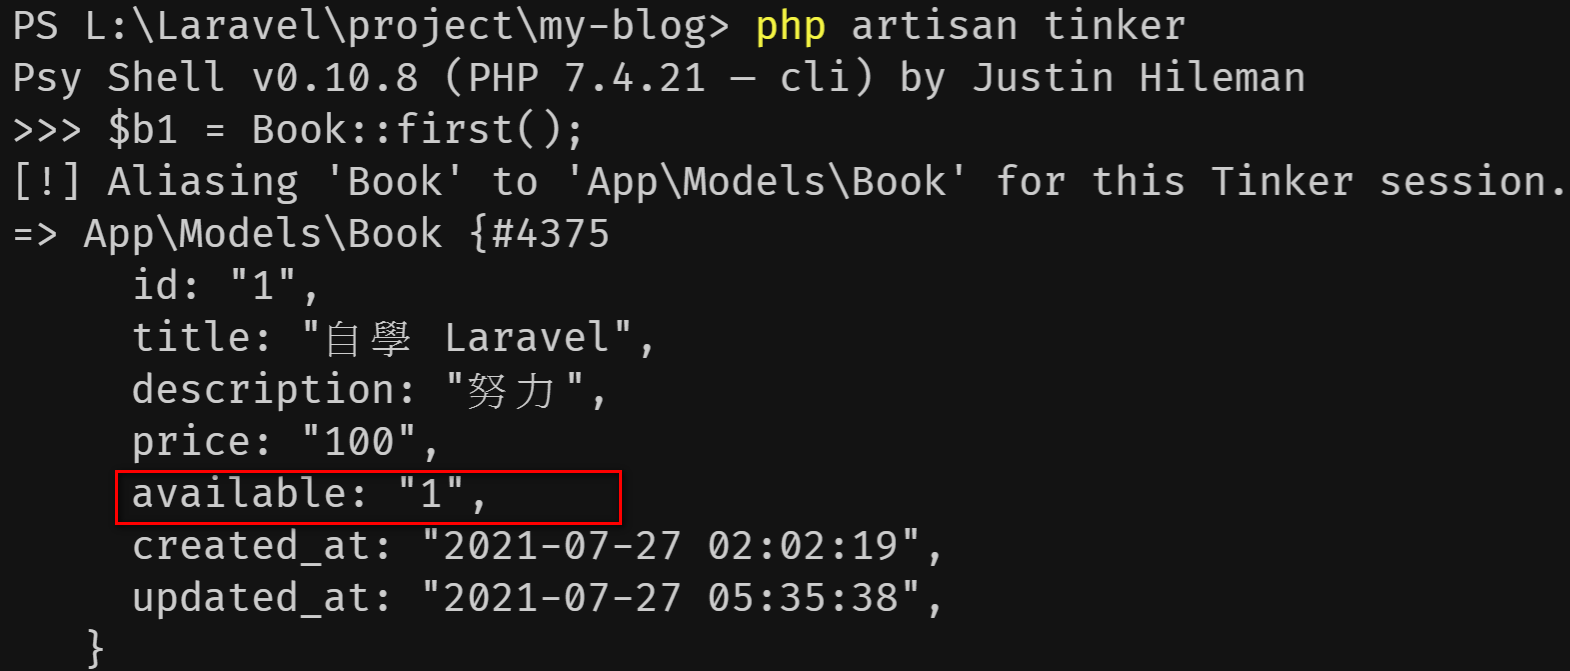 PS L:\Laravel\project\my-blog> php artisan tinker
Psy Shell v0.10.8 (PHP 7.4.21 — cli) by Justin Hileman
>>> $b1 = Book::first();
[!] Aliasing 'Book' to 'App\Models\Book' for this Tinker session.
=> App\Models\Book {#4375
id: "1",
title: "自學 Laravel",
description: "努力",
price: "100",
available: "1",
created_at: "2021-07-27 02:02:19",
updated_at: "2021-07-27 05:35:38",
}